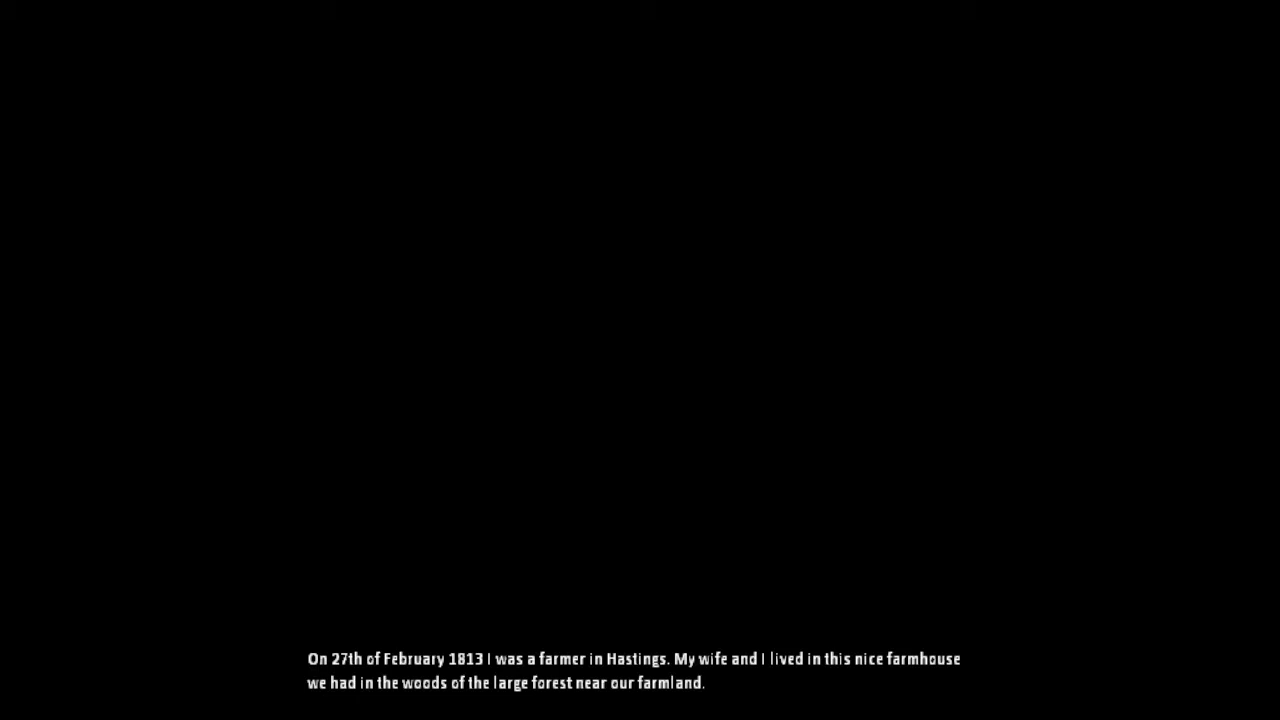 On 27th of February 1813 I was a farmer in Hastings. My wife and I lived in this nice farmhouse
we had in the woods of the large forest near our farmland.